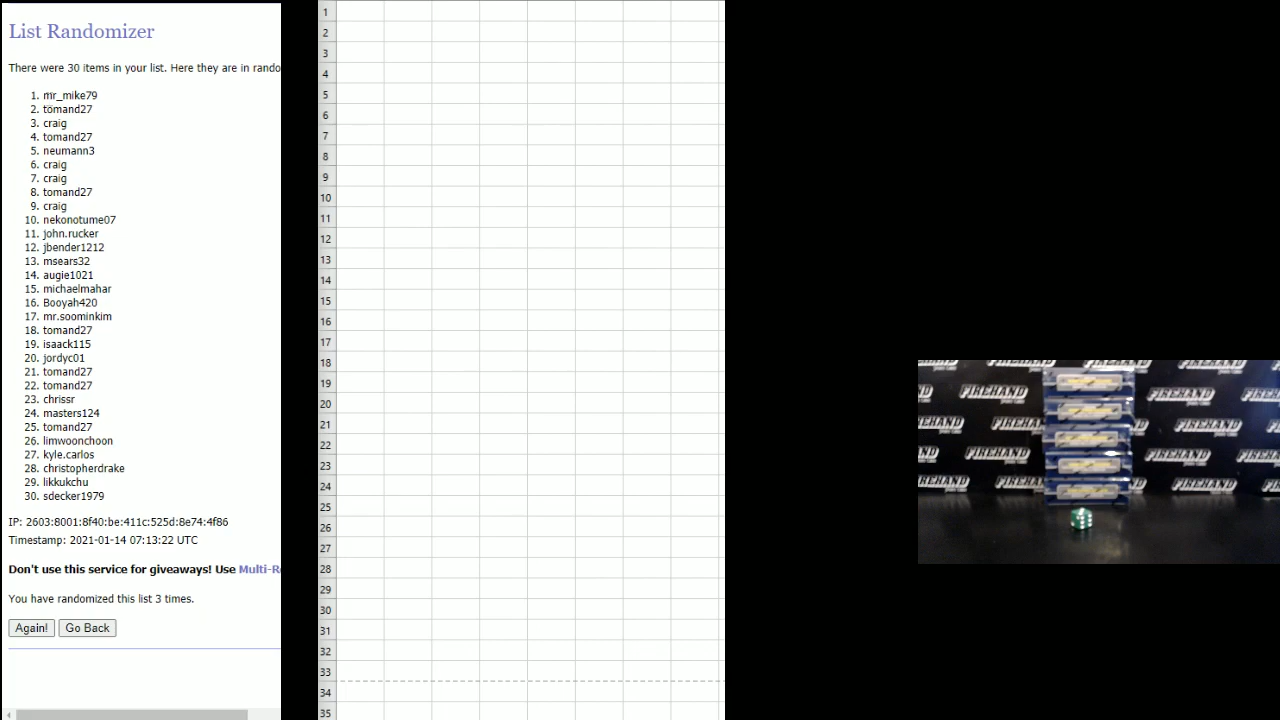 List Randomizer
There were 30 items in your list. Here they are in rando
1. mr_mike79
2. tomand27
3. craig
4. tomand27
5. neumann3
6. craig
7. craig
8. tomand27
9. craig
10. nekonotume07
11. john.rucker
12. jbender1212
13. msears32
14. augie1021
15. michaelmahar
16. Booyah420
17. mr.soominkim
18. tomand27
19. isaack115
20. jordyc01
21. tomand27
22. tomand27
23. chrissr
24. masters124
25. tomand27
26. limwoonchoon
27. kyle.carlos
28. christopherdrake
29. likkukchu
30. sdecker1979
IP: 2603:8001:8f40:be:411c:525d:8e74:4f86
Timestamp: 2021-01-14 07:13:22 UTC
Don't use this service for giveaways! Use Multi-R
You have randomized this list 3 times.
Again! Go Back
1
2
3
4
5
6
7
8
9
10
11
12
13
14
15
16
17
18
19
20
21
22
23
24
25
26
27
28
29
30
31
32
33
34
35
FIREHAND
FIREHAND
FIREHAND
FIREHAND
FIREHAND
FIREHAND